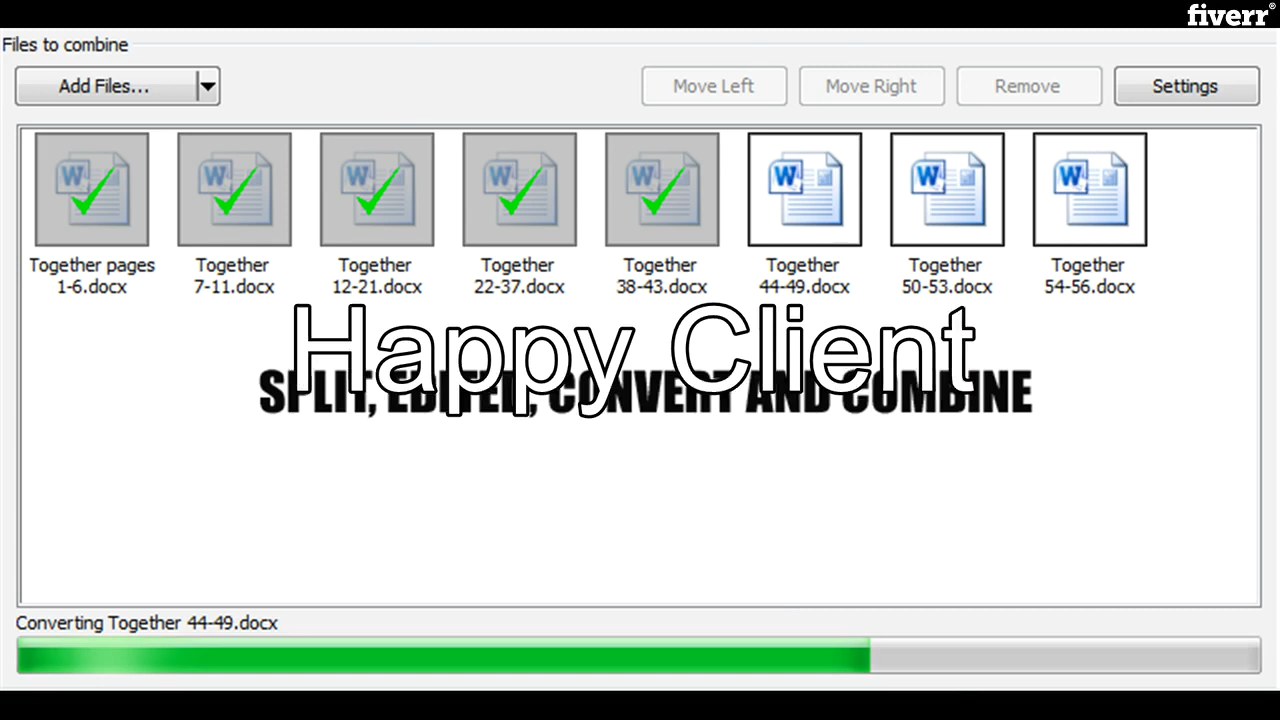 fiverr®
Files to combine
Add Files...
Move Left
Move Right
Remove
Settings
Together pages
1-6.docx
Together
7-11.docx
Together
12-21.docx
Together
22-37.docx
Together
38-43.docx
Together
44-49.docx
Together
50-53.docx
Together
54-56.docx
Happy Client
SPLIT, EDITED, CONVERT AND COMBINE
Converting Together 44-49.docx